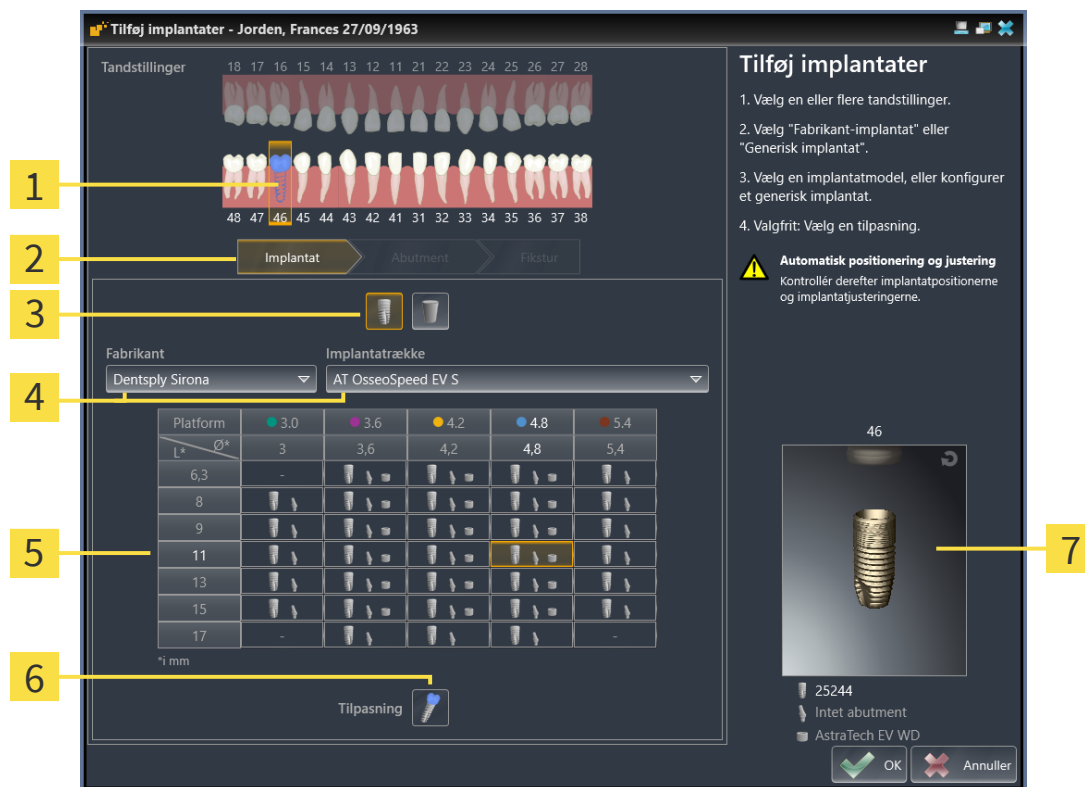 Tilføj implantater - Jorden, Frances 27/09/1963
Tandstillinger
18 17 16 15 14 13 12 11 21 22 23 24 25 26 27 28
48 47 46 45 44 43 42 41 31 32 33 34 35 36 37 38
Implantat Abutment Fikstur
Fabrikant Implantatrække
Dentsply Sirona AT OsseoSpeed EV S
Platform 3.0 3.6 4.2 4.8 5.4
L* Ø* 3 3,6 4,2 4,8 5,4
6,3 -
8
9
11
13
15
17 - -
*i mm
Tilpasning
Tilføj implantater
1. Vælg en eller flere tandstillinger.
2. Vælg "Fabrikant-implantat" eller
"Generisk implantat".
3. Vælg en implantatmodel, eller konfigurer
et generisk implantat.
4. Valgfrit: Vælg en tilpasning.
Automatisk positionering og justering
Kontrollér derefter implantatpositionerne
og implantatjusteringerne.
46
25244
Intet abutment
AstraTech EV WD
OK Annuller
1
2
3
4
5
6
7